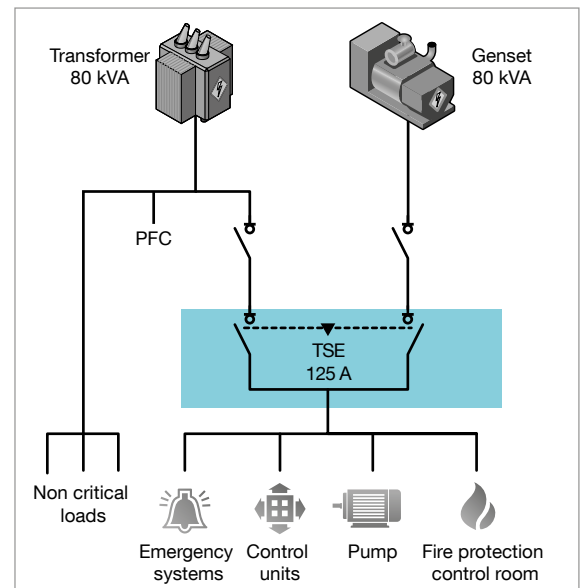 Transformer
80 kVA
Genset
80 kVA
PFC
TSE
125 A
Non critical
loads
Emergency
systems
Control
units
Pump
Fire protection
control room